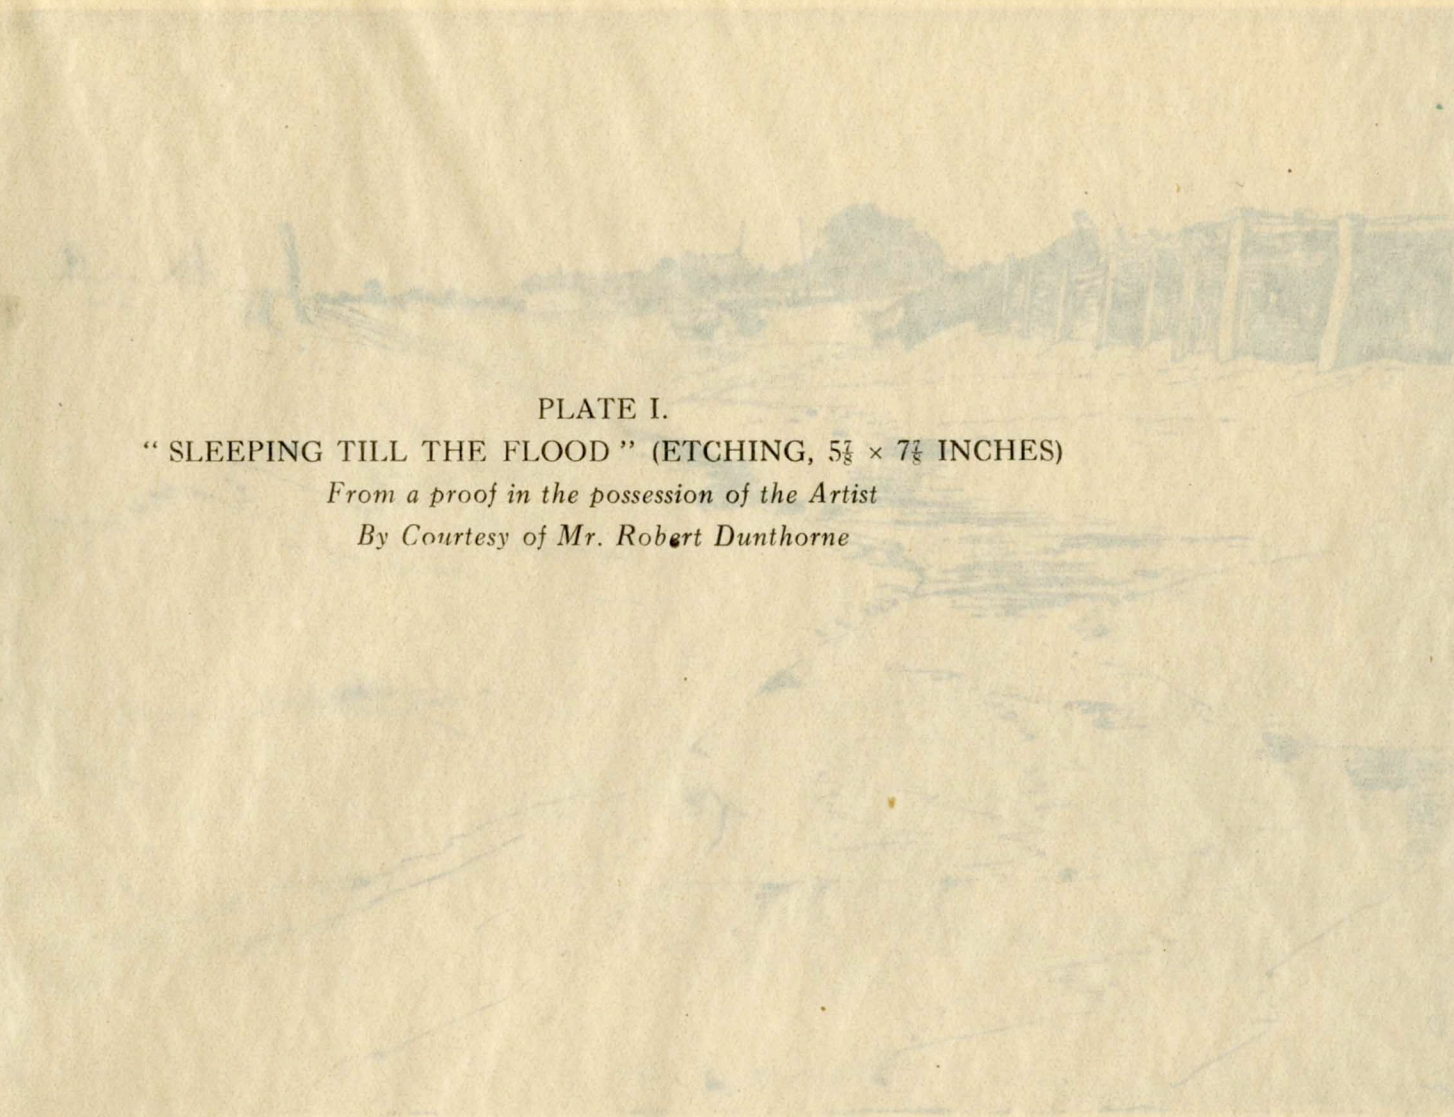 PLATE I.
“ SLEEPING TILL THE FLOOD ” (ETCHING, 5⅞ × 7⅞ INCHES)
From a proof in the possession of the Artist
By Courtesy of Mr. Robert Dunthorne